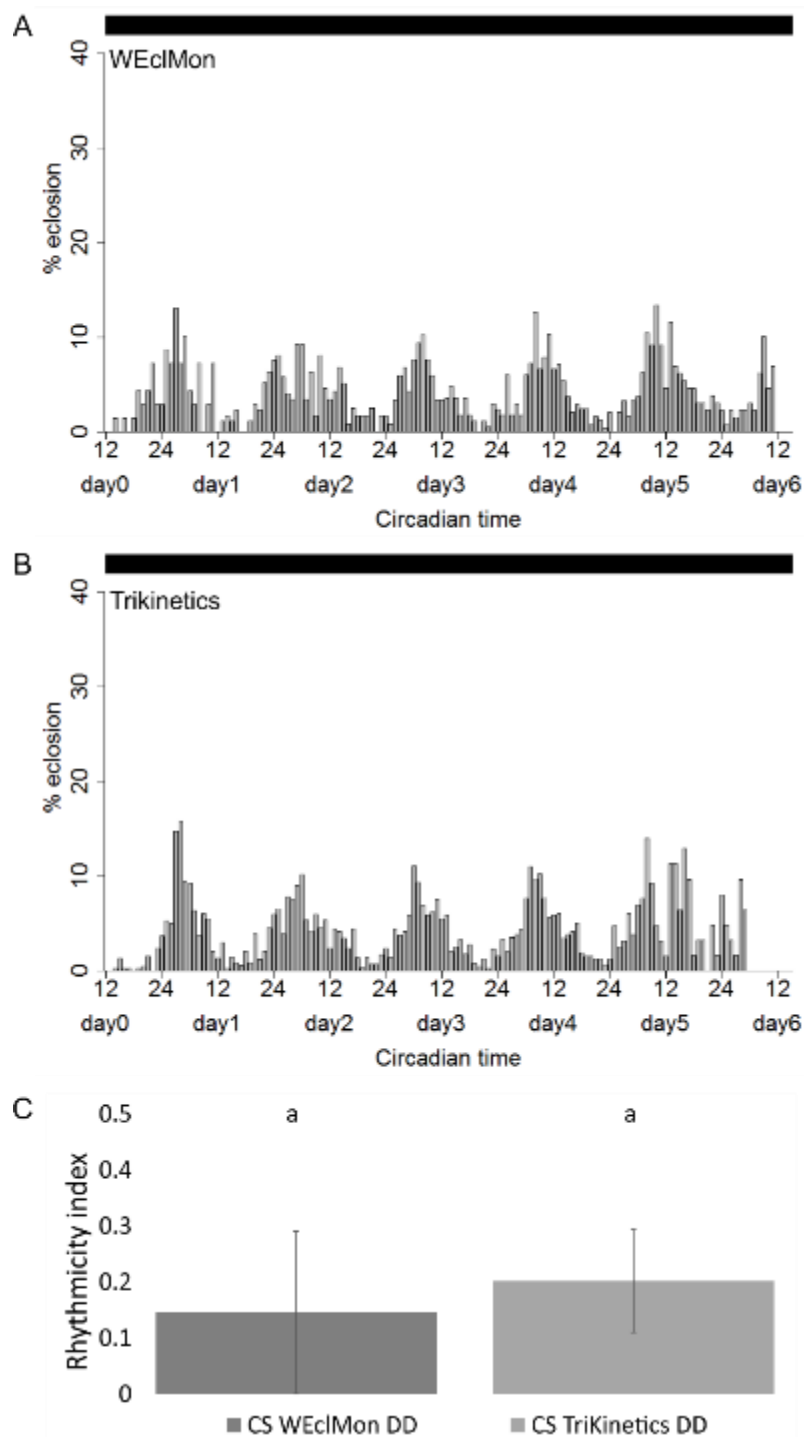 A
WEclMon
40
30
20
10
0
% eclosion
12 24 12 24 12 24 12 24 12 24 12 24 12
day0 day1 day2 day3 day4 day5 day6
Circadian time
B
Trikinetics
40
30
20
10
0
% eclosion
12 24 12 24 12 24 12 24 12 24 12 24 12
day0 day1 day2 day3 day4 day5 day6
Circadian time
C
a a
0.5
0.4
0.3
0.2
0.1
0
Rhythmicity index
CS WEclMon DD CS TriKinetics DD